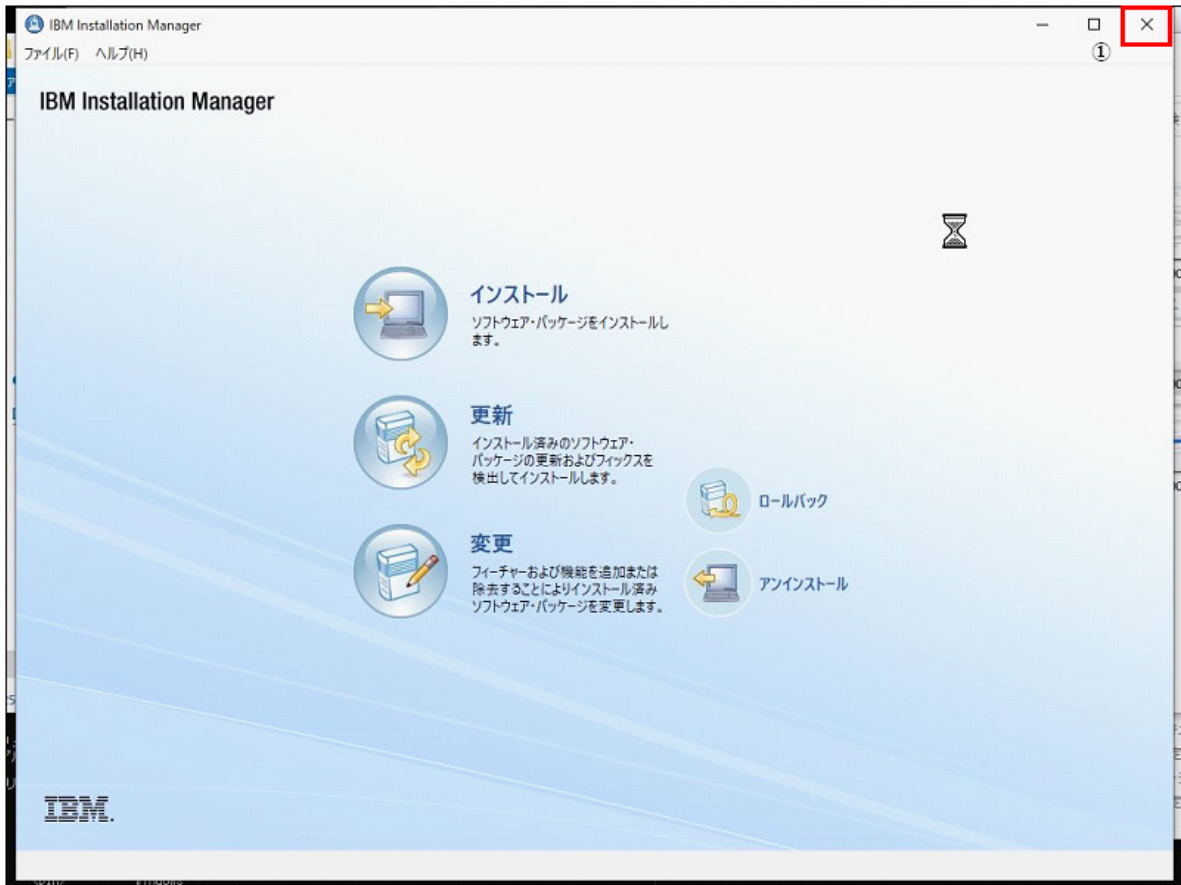 IBM Installation Manager
ファイル(F) ヘルプ(H)
①
IBM Installation Manager
インストール
ソフトウェア・パッケージをインストールし
ます。
更新
インストール済みのソフトウェア・
パッケージの更新およびフィックスを
検出してインストールします。
ロールバック
変更
フィーチャーおよび機能を追加または
除去することによりインストール済み
ソフトウェア・パッケージを変更します。
アンインストール
IBM.